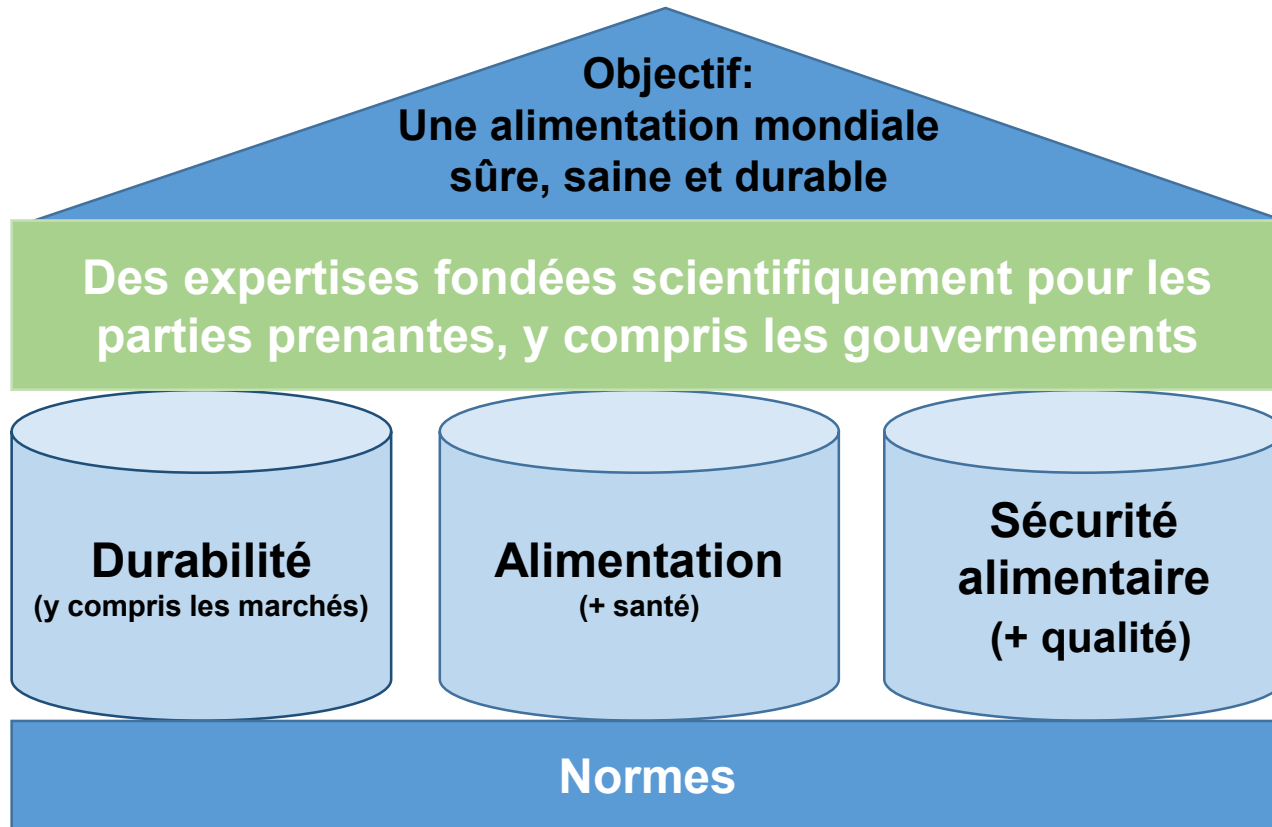 Objectif:
Une alimentation mondiale
sûre, saine et durable
Des expertises fondées scientifiquement pour les
parties prenantes, y compris les gouvernements
Durabilité
(y compris les marchés)
Alimentation
(+ santé)
Sécurité
alimentaire
(+ qualité)
Normes